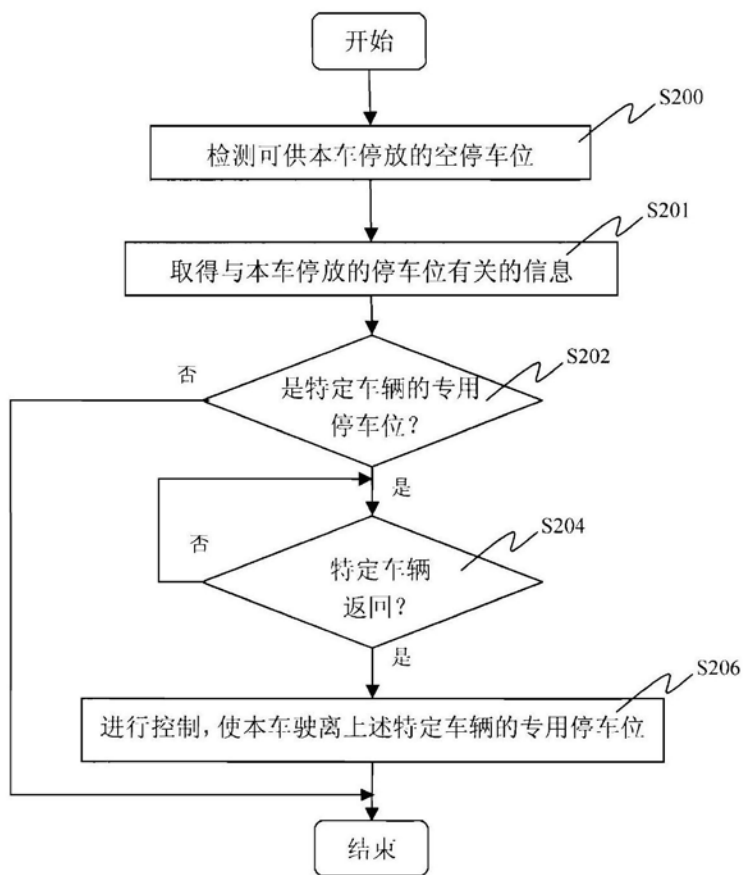 开始
S200
检测可供本车停放的空停车位
S201
取得与本车停放的停车位有关的信息
S202
否
是特定车辆的专用
停车位？
是
S204
否
特定车辆
返回？
是
S206
进行控制，使本车驶离上述特定车辆的专用停车位
结束